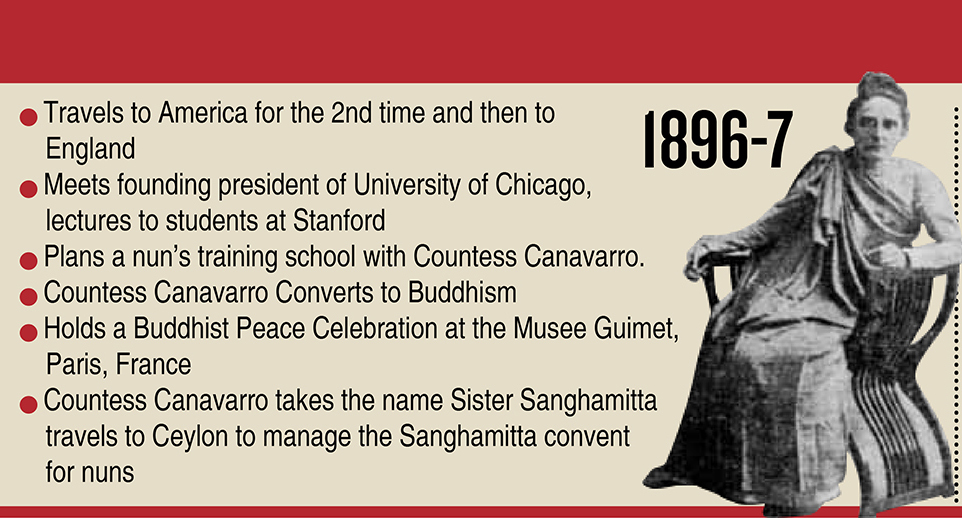 Travels to America for the 2nd time and then to
England
Meets founding president of University of Chicago,
lectures to students at Stanford
Plans a nun’s training school with Countess Canavarro.
Countess Canavarro Converts to Buddhism
Holds a Buddhist Peace Celebration at the Musee Guimet,
Paris, France
Countess Canavarro takes the name Sister Sanghamitta
travels to Ceylon to manage the Sanghamitta convent
for nuns
1896-7